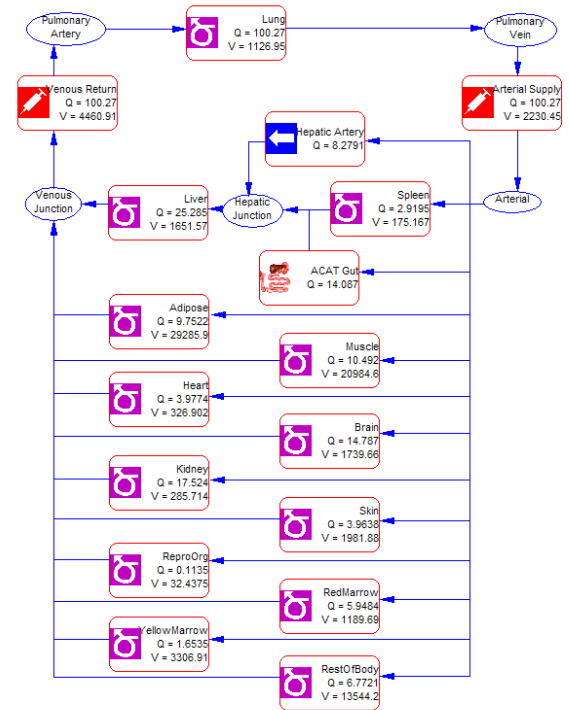 Pulmonary
Artery
Lung
Q = 100.27
V = 1126.95
Pulmonary
Vein
Venous Return
Q = 100.27
V = 4460.91
Arterial Supply
Q = 100.27
V = 2230.45
Hepatic Artery
Q = 8.2791
Venous
Junction
Liver
Q = 25.285
V = 1651.57
Hepatic
Junction
Spleen
Q = 2.9195
V = 175.167
Arterial
ACAT Gut
Q = 14.087
Adipose
Q = 9.7522
V = 29285.9
Muscle
Q = 10.492
V = 20984.6
Heart
Q = 3.9774
V = 326.902
Brain
Q = 14.787
V = 1739.66
Kidney
Q = 17.524
V = 285.714
Skin
Q = 3.9638
V = 1981.88
ReproOrg
Q = 0.1135
V = 32.4375
RedMarrow
Q = 5.9484
V = 1189.69
YellowMarrow
Q = 1.6535
V = 3306.91
RestOfBody
Q = 6.7721
V = 13544.2